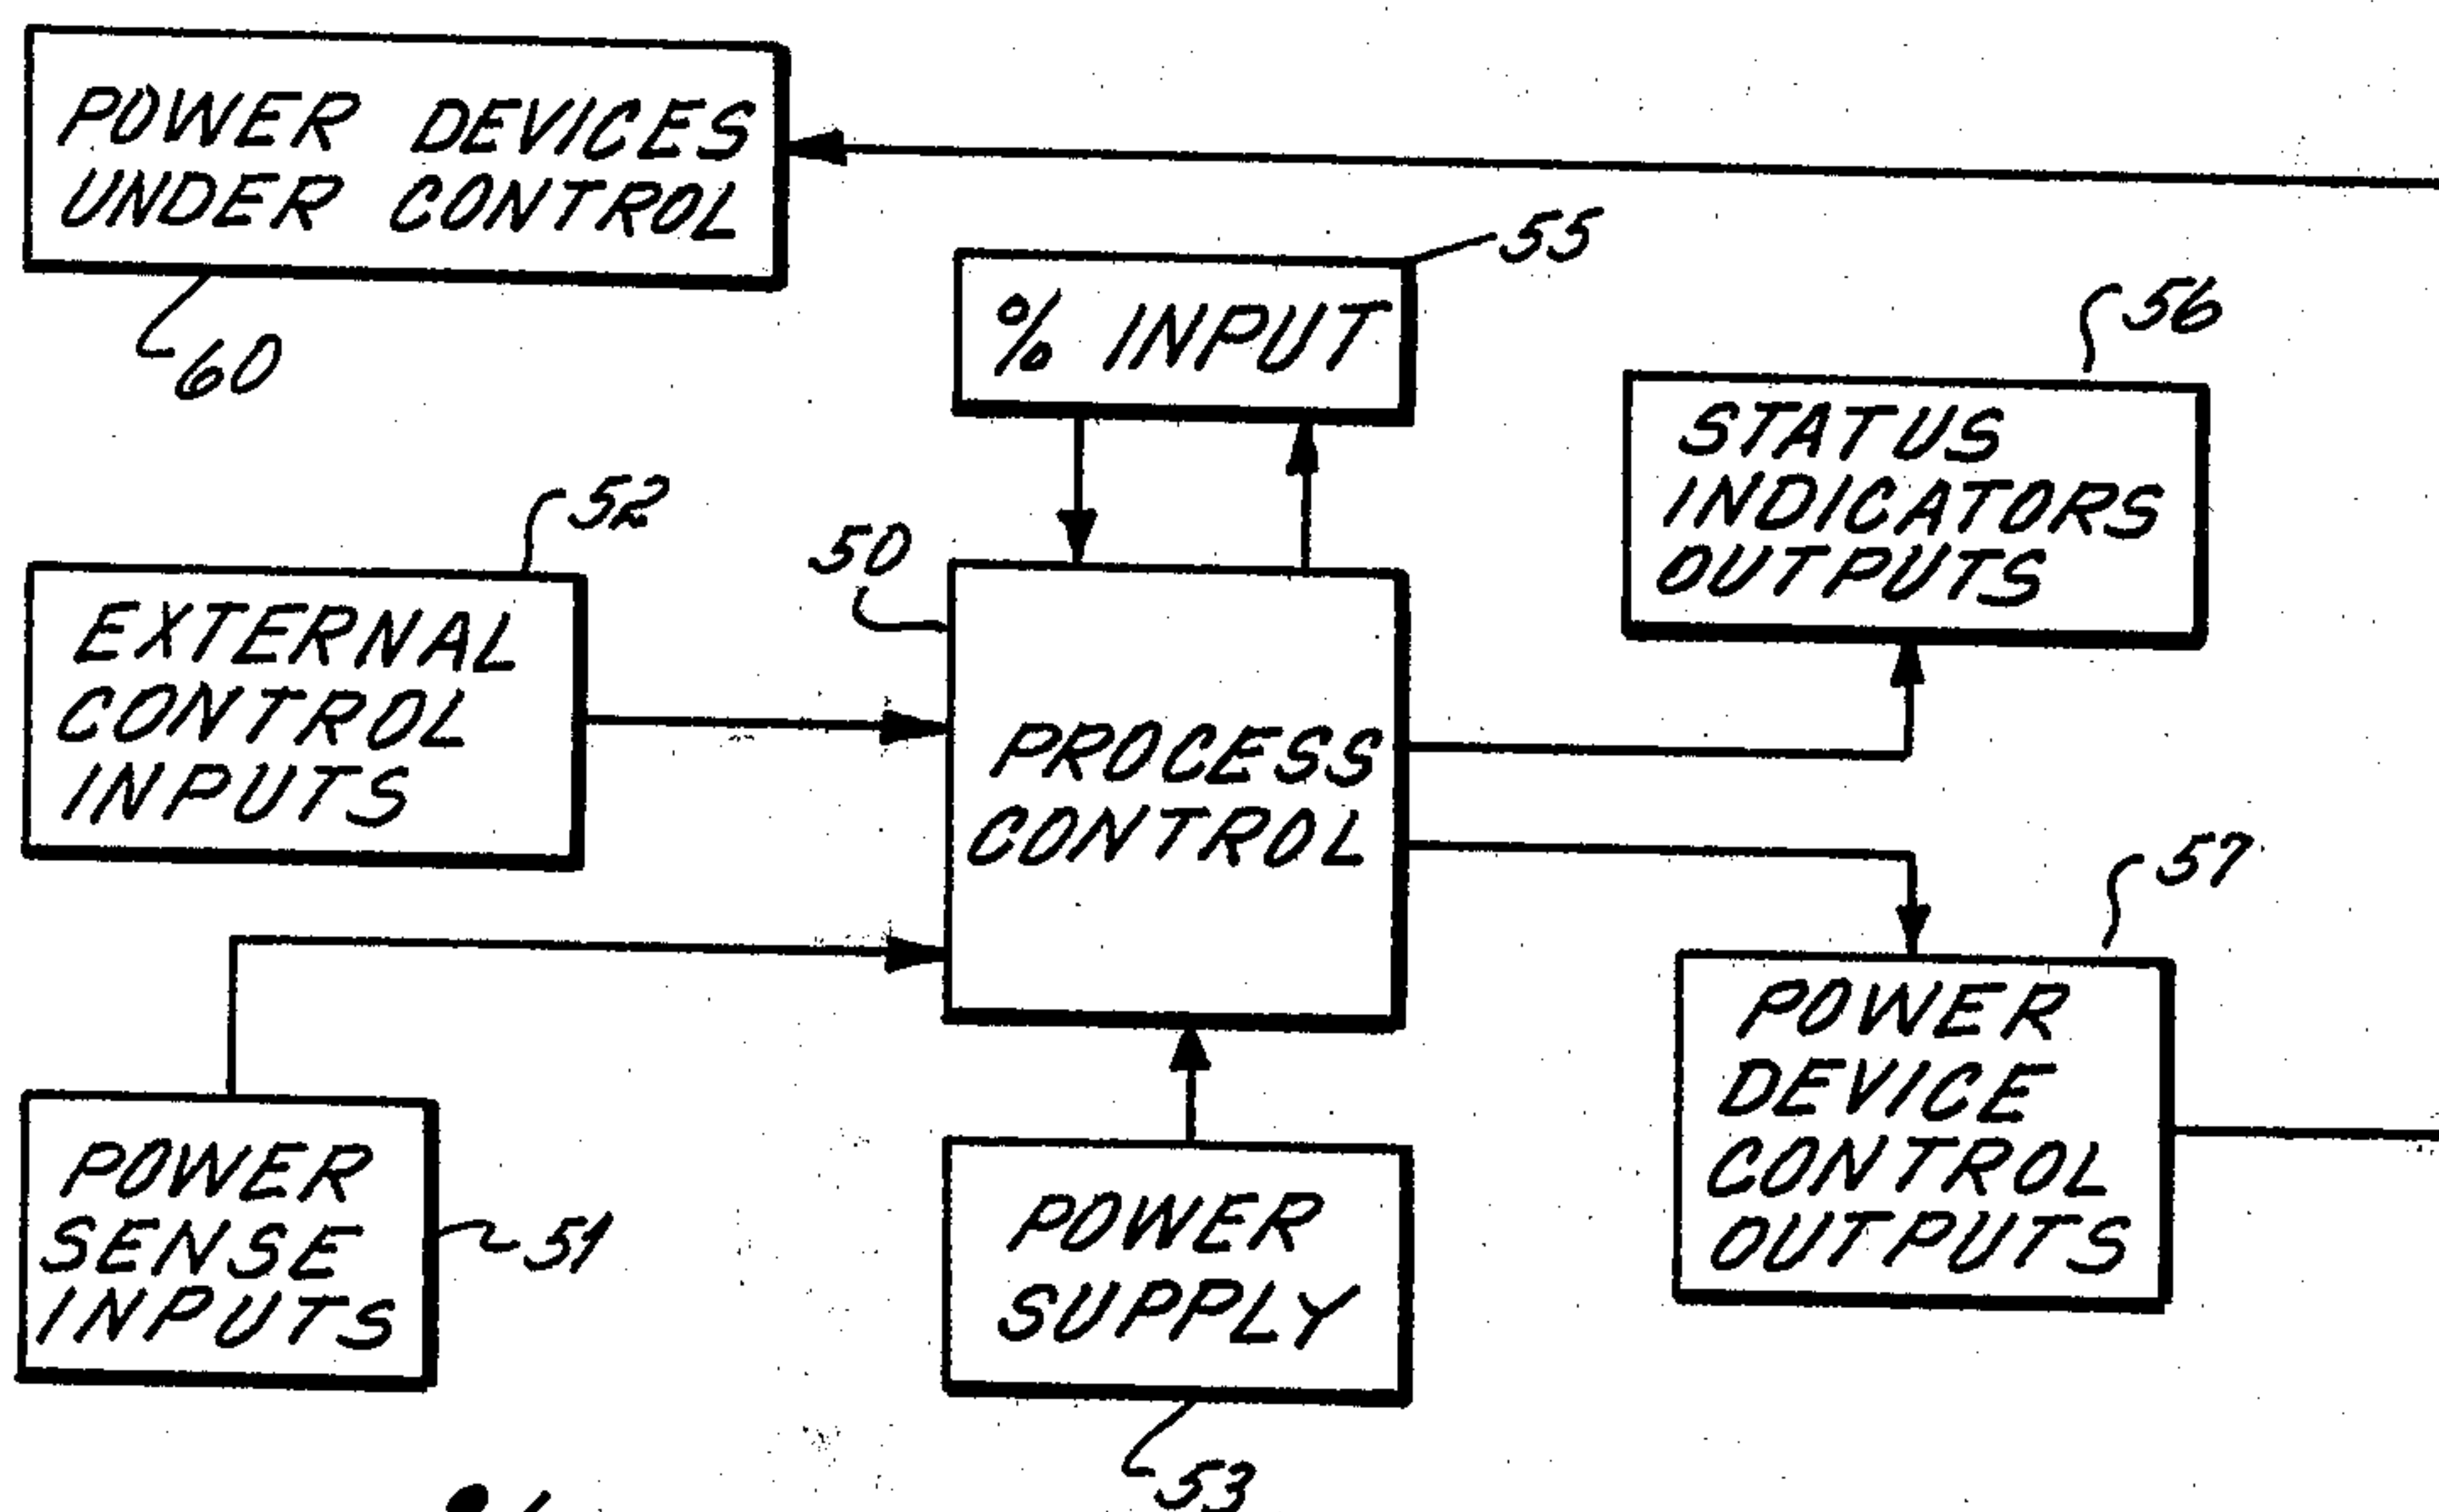 POWER DEVICES
UNDER CONTROL
60
% INPUT
55
STATUS
INDICATORS
OUTPUTS
56
EXTERNAL
CONTROL
INPUTS
52
50
PROCESS
CONTROL
57
POWER
DEVICE
CONTROL
OUTPUTS
POWER
SENSE
INPUTS
51
POWER
SUPPLY
53